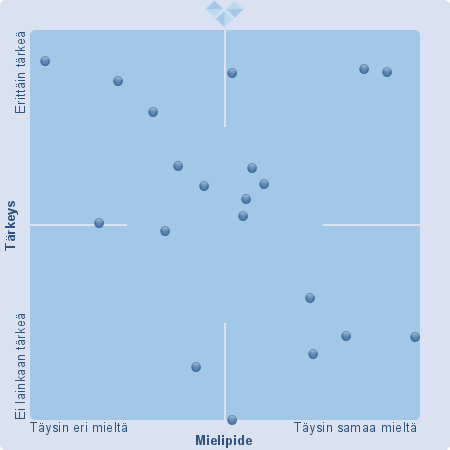 Erittäin tärkeä
Tärkeys
Ei lainkaan tärkeä
Täysin eri mieltä
Täysin samaa mieltä
Mielipide